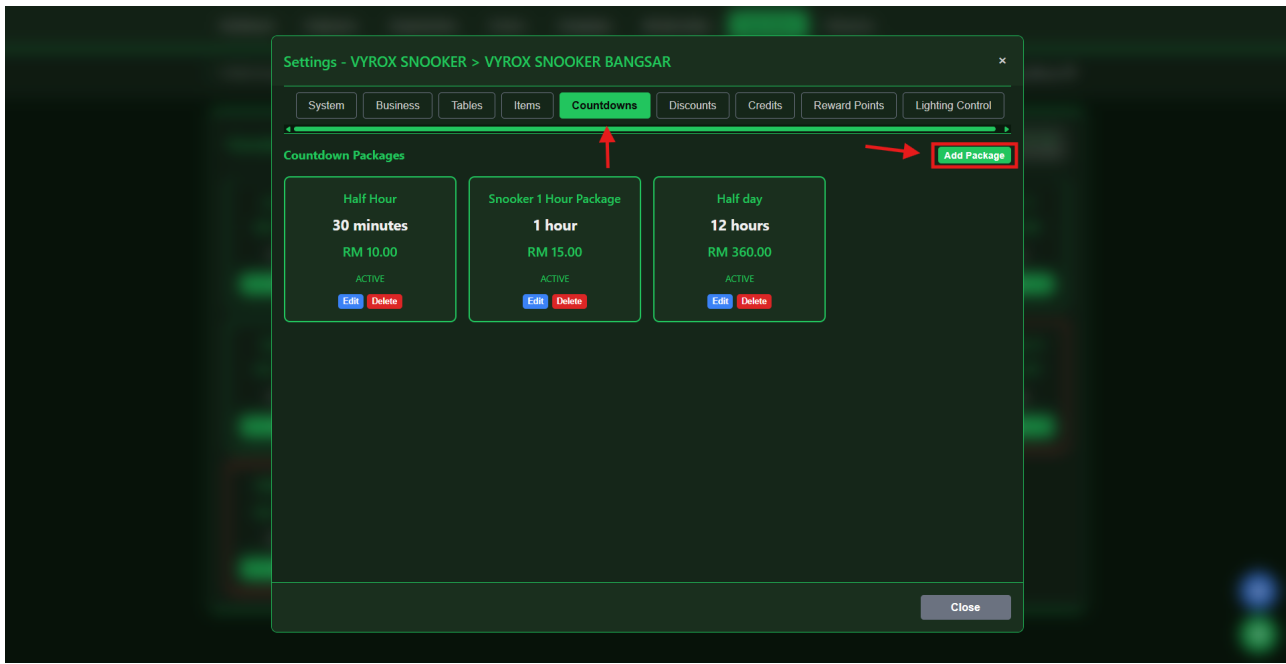 Settings - VYROX SNOOKER > VYROX SNOOKER BANGSAR ×
System Business Tables Items Countdowns Discounts Credits Reward Points Lighting Control
Countdown Packages Add Package
Half Hour
30 minutes
RM 10.00
ACTIVE
Edit Delete
Snooker 1 Hour Package
1 hour
RM 15.00
ACTIVE
Edit Delete
Half day
12 hours
RM 360.00
ACTIVE
Edit Delete
Close